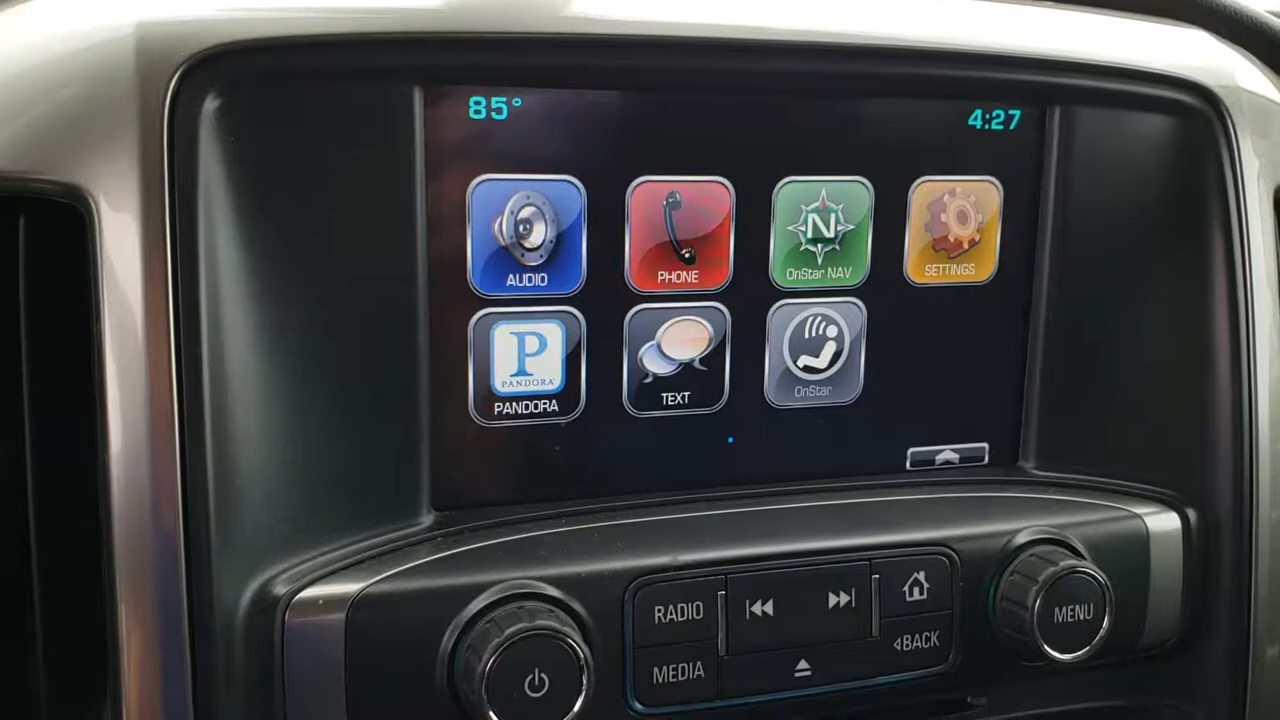 85°
4:27
AUDIO
PHONE
N
OnStar NAV
SETTINGS
P
PANDORA
PANDORA
TEXT
OnStar
RADIO
MEDIA
BACK
MENU